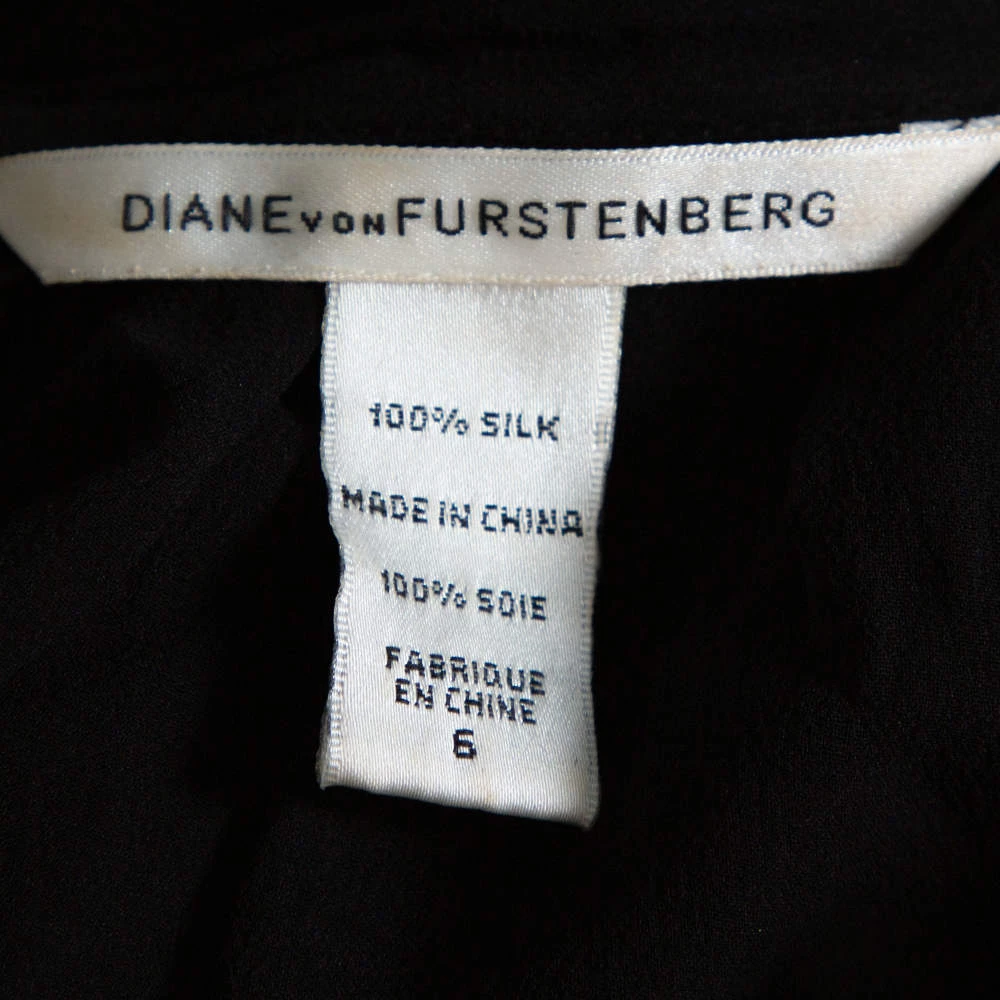 DIANE VON FURSTENBERG
100% SILK
MADE IN CHINA
100% SOIE
FABRIQUE
EN CHINE
6